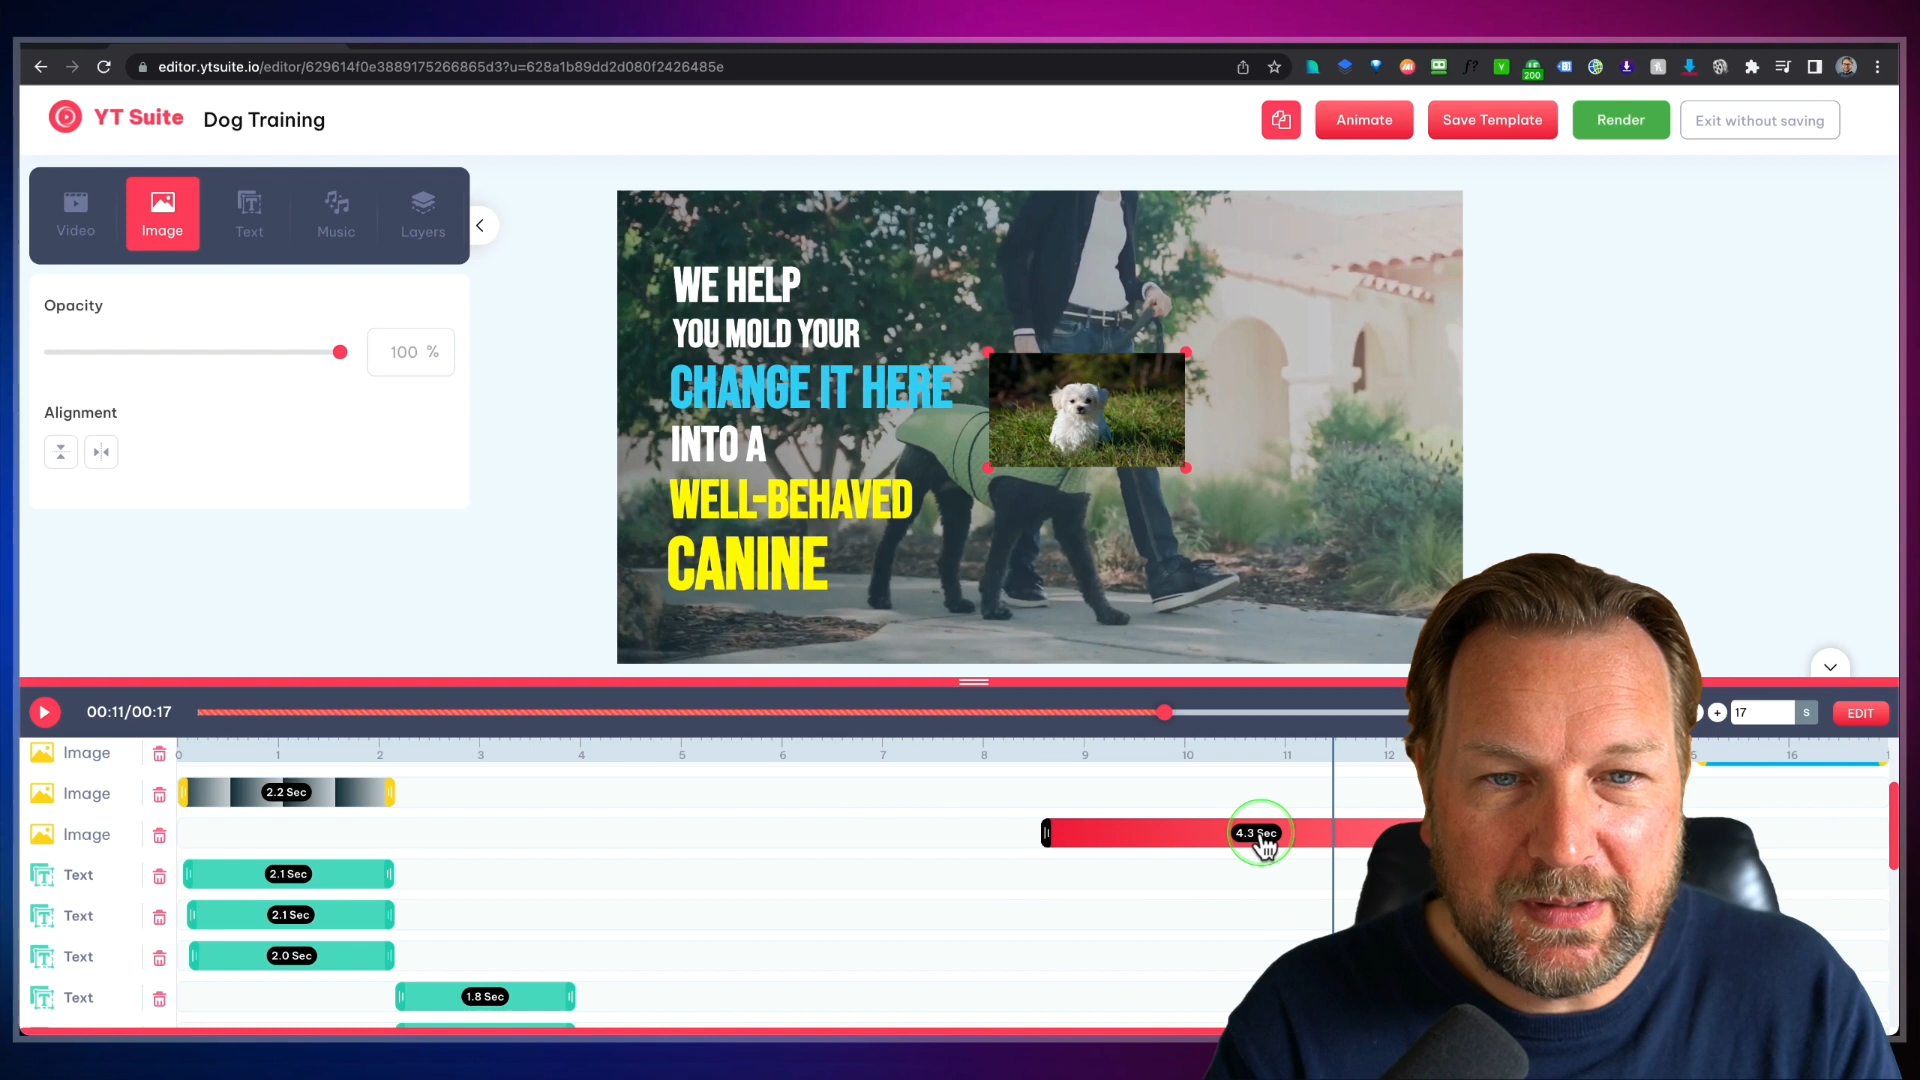 editor.ytsuite.io/editor/629614f0e3889175266865d3?u=628a1b89dd2d080f2426485e
200
YT Suite
Dog Training
Animate
Save Template
Render
Exit without saving
Video
Image
Text
Music
Layers
Opacity
100 %
Alignment
WE HELP
YOU MOLD YOUR
CHANGE IT HERE
INTO A
WELL-BEHAVED
CANINE
00:11/00:17
17
S
EDIT
Image
0 1 2 3 4 5 6 7 8 9 10 11 12 5 16 1
Image
2.2 Sec
Image
4.3 Sec
Text
2.1 Sec
Text
2.1 Sec
Text
2.0 Sec
Text
1.8 Sec